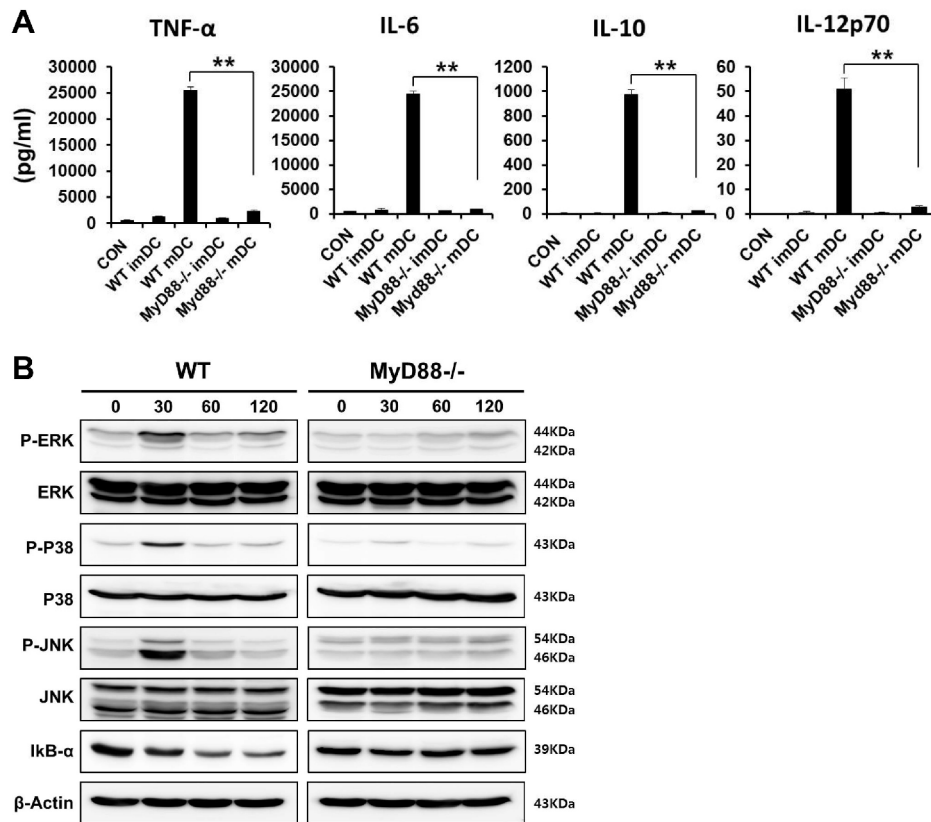 A
TNF-α IL-6 IL-10 IL-12p70
(pg/ml)
30000 25000 20000 15000 10000 5000 0
**
CON WT imDC WT mDC MyD88-/- imDC Myd88-/- mDC
30000 25000 20000 15000 10000 5000 0
**
CON WT imDC WT mDC MyD88-/- imDC Myd88-/- mDC
1200 1000 800 600 400 200 0
**
CON WT imDC WT mDC MyD88-/- imDC Myd88-/- mDC
60 50 40 30 20 10 0
**
CON WT imDC WT mDC MyD88-/- imDC Myd88-/- mDC
B
WT MyD88-/-
0 30 60 120 0 30 60 120
P-ERK 44KDa
42KDa
ERK 44KDa
42KDa
P-P38 43KDa
P38 43KDa
P-JNK 54KDa
46KDa
JNK 54KDa
46KDa
IkB-α 39KDa
β-Actin 43KDa